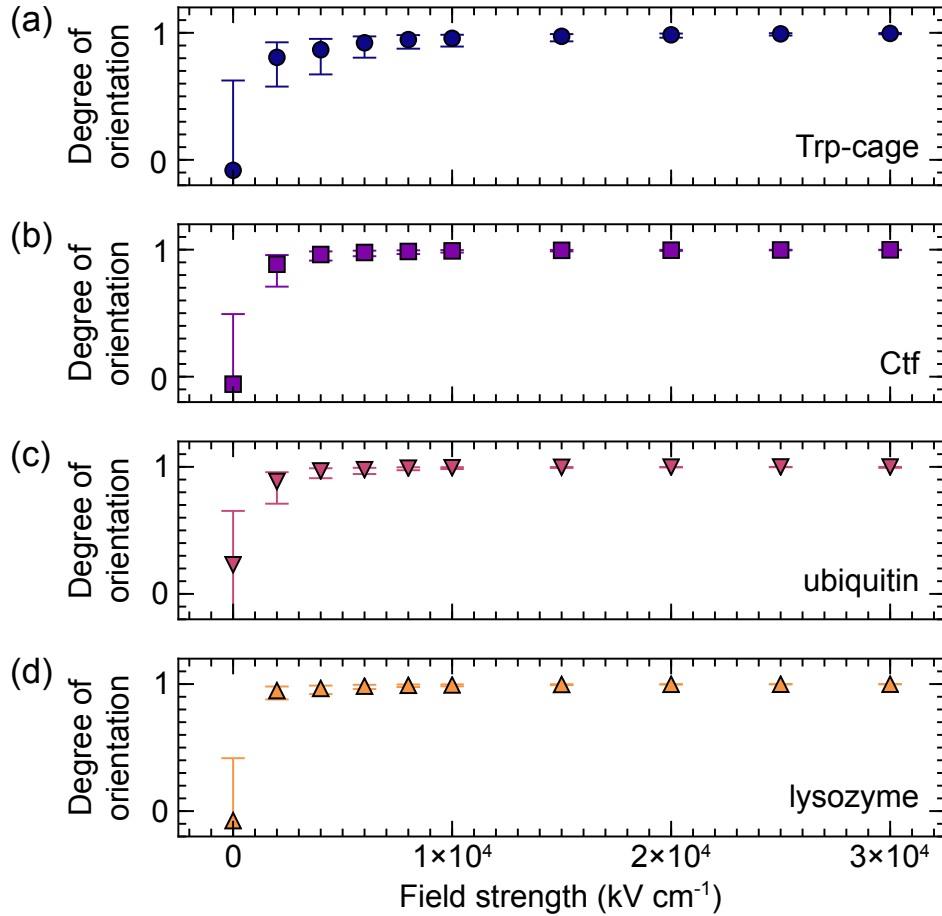 (a)
Degree of
orientation
1
0
Trp-cage
(b)
Degree of
orientation
1
0
Ctf
(c)
Degree of
orientation
1
0
ubiquitin
(d)
Degree of
orientation
1
0
lysozyme
0 1×10⁴ 2×10⁴ 3×10⁴
Field strength (kV cm⁻¹)